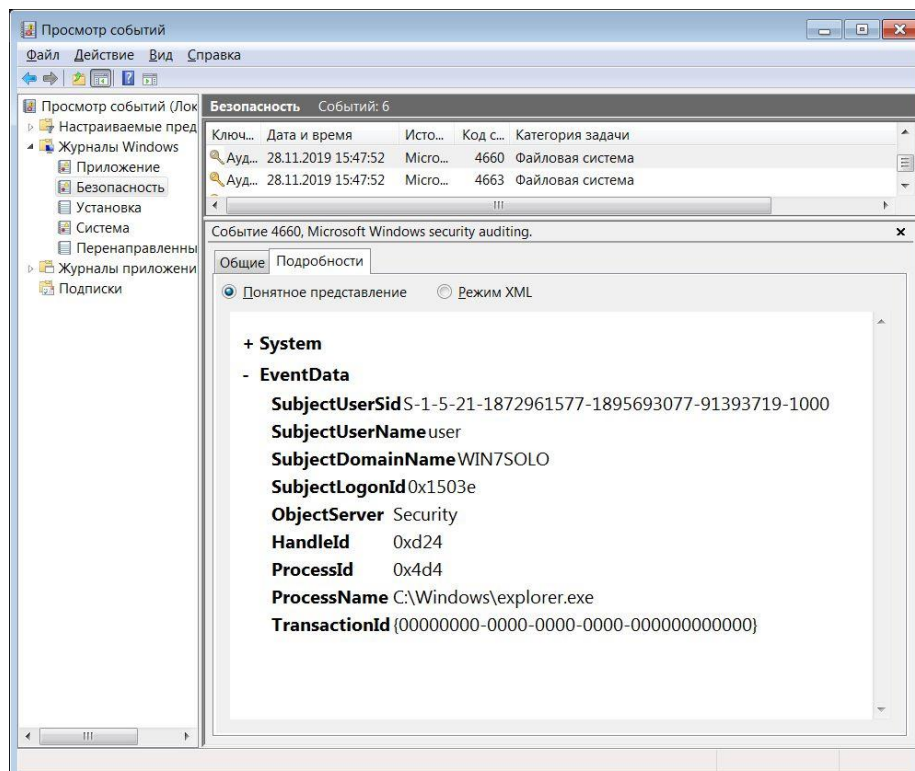 Просмотр событий
Файл Действие Вид Справка
Просмотр событий (Лок
Настраиваемые пред
Журналы Windows
Приложение
Безопасность
Установка
Система
Перенаправленны
Журналы приложени
Подписки
Безопасность Событий: 6
Ключ... Дата и время Исто... Код с... Категория задачи
Ауд... 28.11.2019 15:47:52 Micro... 4660 Файловая система
Ауд... 28.11.2019 15:47:52 Micro... 4663 Файловая система
Событие 4660, Microsoft Windows security auditing.
Общие Подробности
Понятное представление Режим XML
+ System
- EventData
SubjectUserSid S-1-5-21-1872961577-1895693077-91393719-1000
SubjectUserName user
SubjectDomainName WIN7SOLO
SubjectLogonId 0x1503e
ObjectServer Security
HandleId 0xd24
ProcessId 0x4d4
ProcessName C:\Windows\explorer.exe
TransactionId {00000000-0000-0000-0000-000000000000}